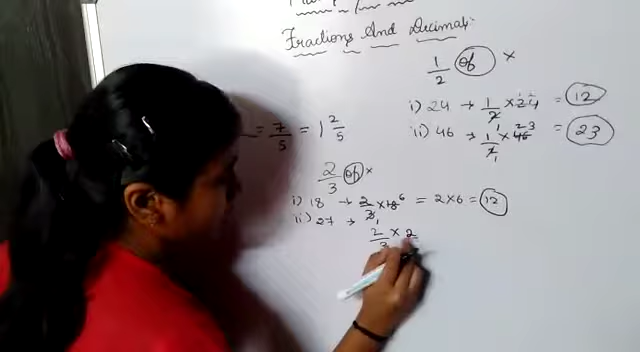 Fractions And Decimals
1/2 of ×
i) 24 → 1/2 × 24 = 12
ii) 46 → 1/2 × 46 = 23
= 7/5 = 1 2/5
2/3 of ×
i) 18 → 2/3 × 18 6 = 2×6 = 12
ii) 27 →
2/3 × 2